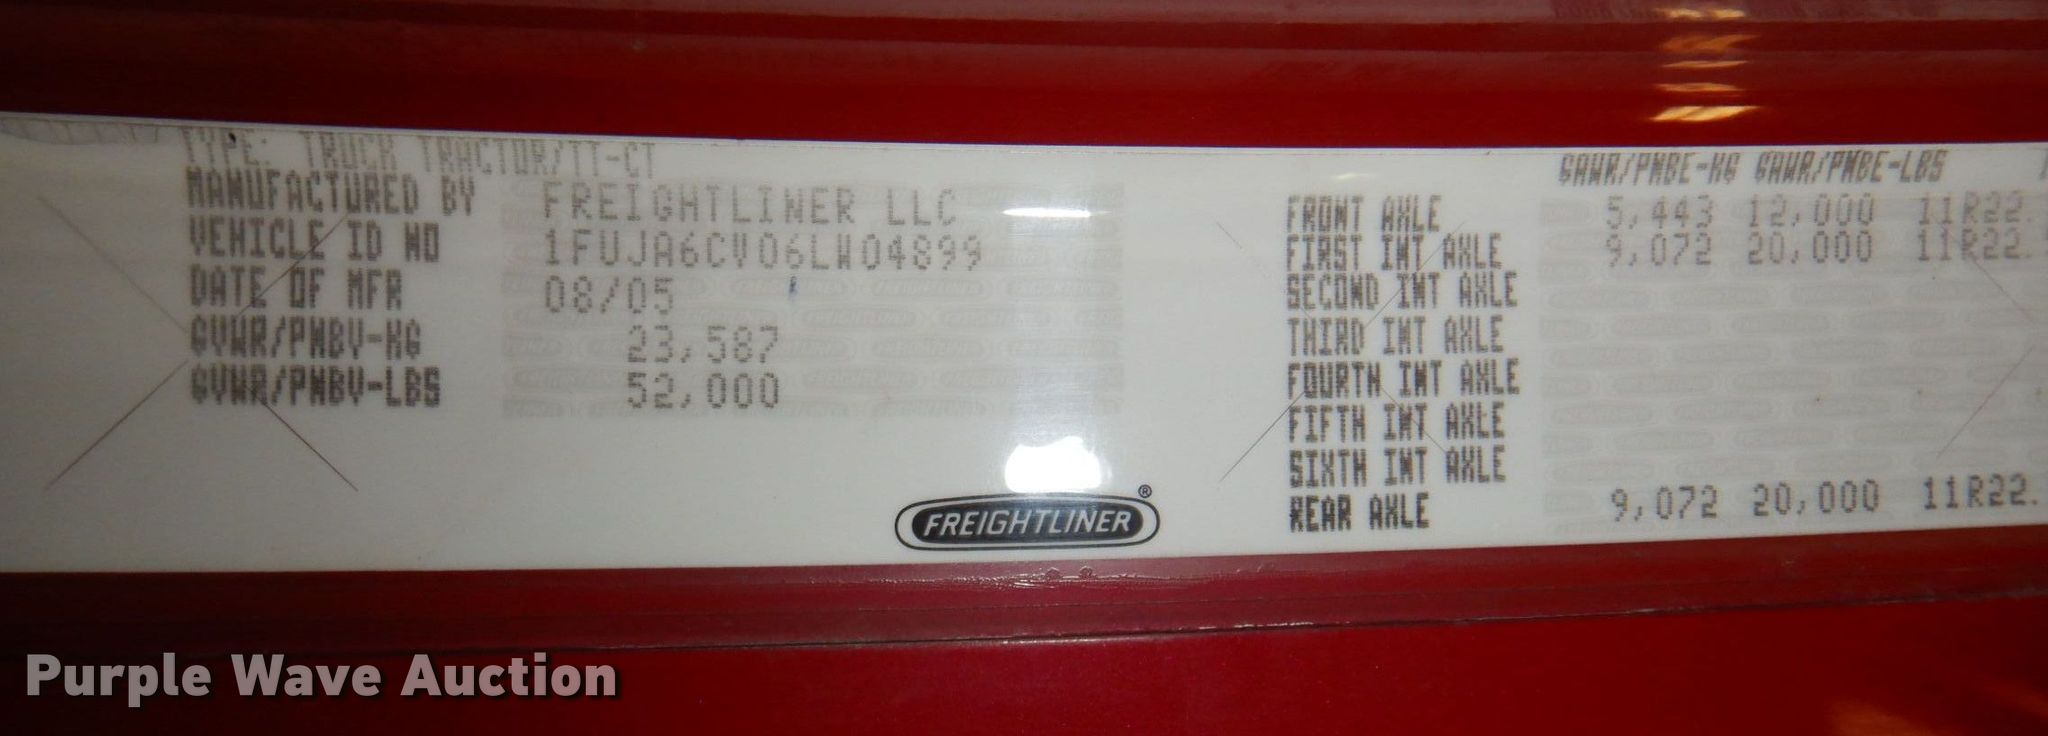 TYPE: TRUCK TRACTOR/TT-CT
MANUFACTURED BY FREIGHTLINER LLC
VEHICLE ID NO 1FUJA6CV06LW04899
DATE OF MFR 08/05
GVWR/PNBV-KG 23,587
GVWR/PNBV-LBS 52,000
FREIGHTLINER®
GAWR/PNBE-KG GAWR/PNBE-LBS
FRONT AXLE 5,443 12,000 11R22.
FIRST INT AXLE 9,072 20,000 11R22.
SECOND INT AXLE
THIRD INT AXLE
FOURTH INT AXLE
FIFTH INT AXLE
SIXTH INT AXLE
REAR AXLE 9,072 20,000 11R22.
Purple Wave Auction